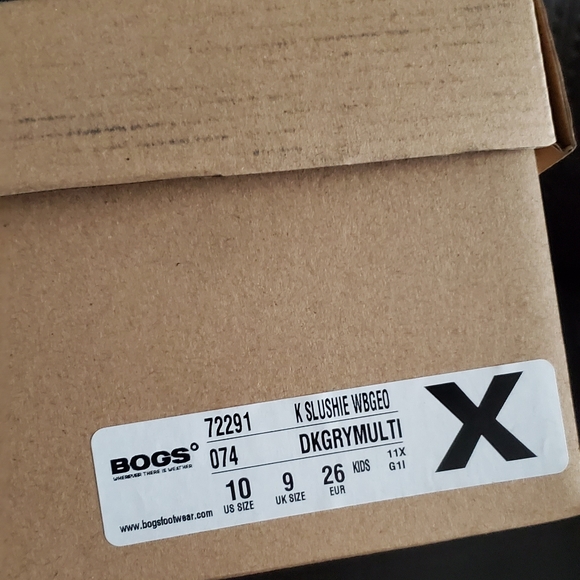 72291 K SLUSHIE WBGEO
BOGS°
WHEREVER THERE IS WEATHER
074 DKGRYMULTI
10 9 26 KIDS 11X
US SIZE UK SIZE EUR G1I
www.bogsfootwear.com
X